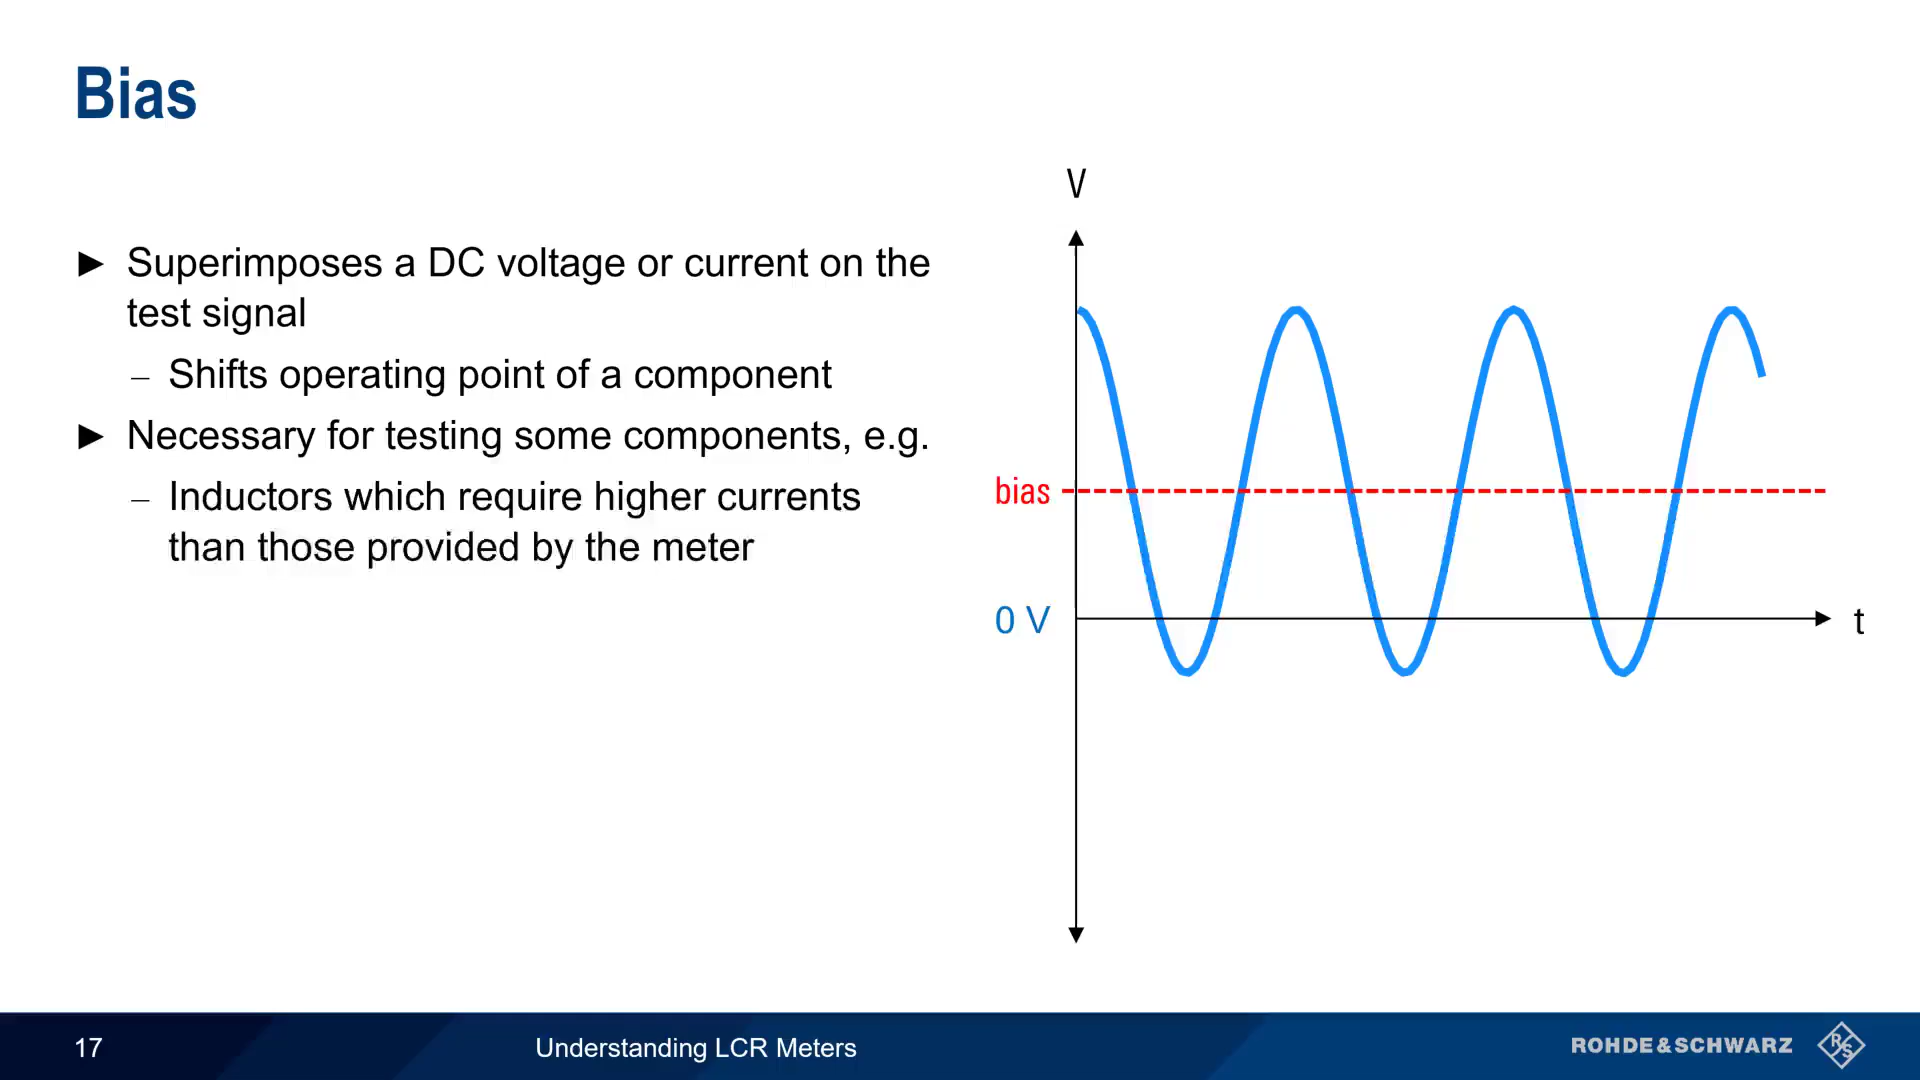 Bias
► Superimposes a DC voltage or current on the
test signal
– Shifts operating point of a component
► Necessary for testing some components, e.g.
– Inductors which require higher currents
than those provided by the meter
V
bias
0 V
t
17
Understanding LCR Meters
ROHDE&SCHWARZ
R
S